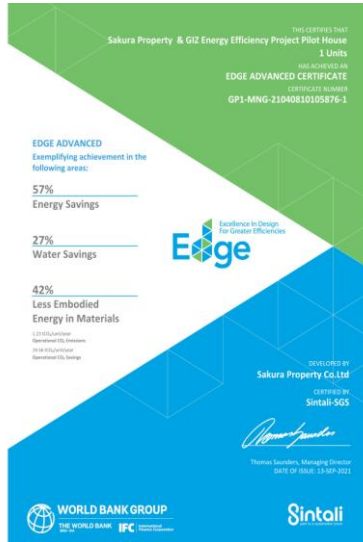 THIS CERTIFIES THAT
Sakura Property & GIZ Energy Efficiency Project Pilot House
1 Units
HAS ACHIEVED AN
EDGE ADVANCED CERTIFICATE
CERTIFICATE NUMBER
GP1-MNG-21040810105876-1
EDGE ADVANCED
Exemplifying achievement in the
following areas:
57%
Energy Savings
27%
Water Savings
42%
Less Embodied
Energy in Materials
Operational CO₂ Emissions
Operational CO₂ Savings
Edge
Excellence In Design
For Greater Efficiencies
DEVELOPED BY
Sakura Property Co.Ltd
CERTIFIED BY
Sintali-SGS
Thomas Saunders, Managing Director
DATE OF ISSUE: 13-SEP-2021
WORLD BANK GROUP
THE WORLD BANK
IFC
International
Finance Corporation
Sintali